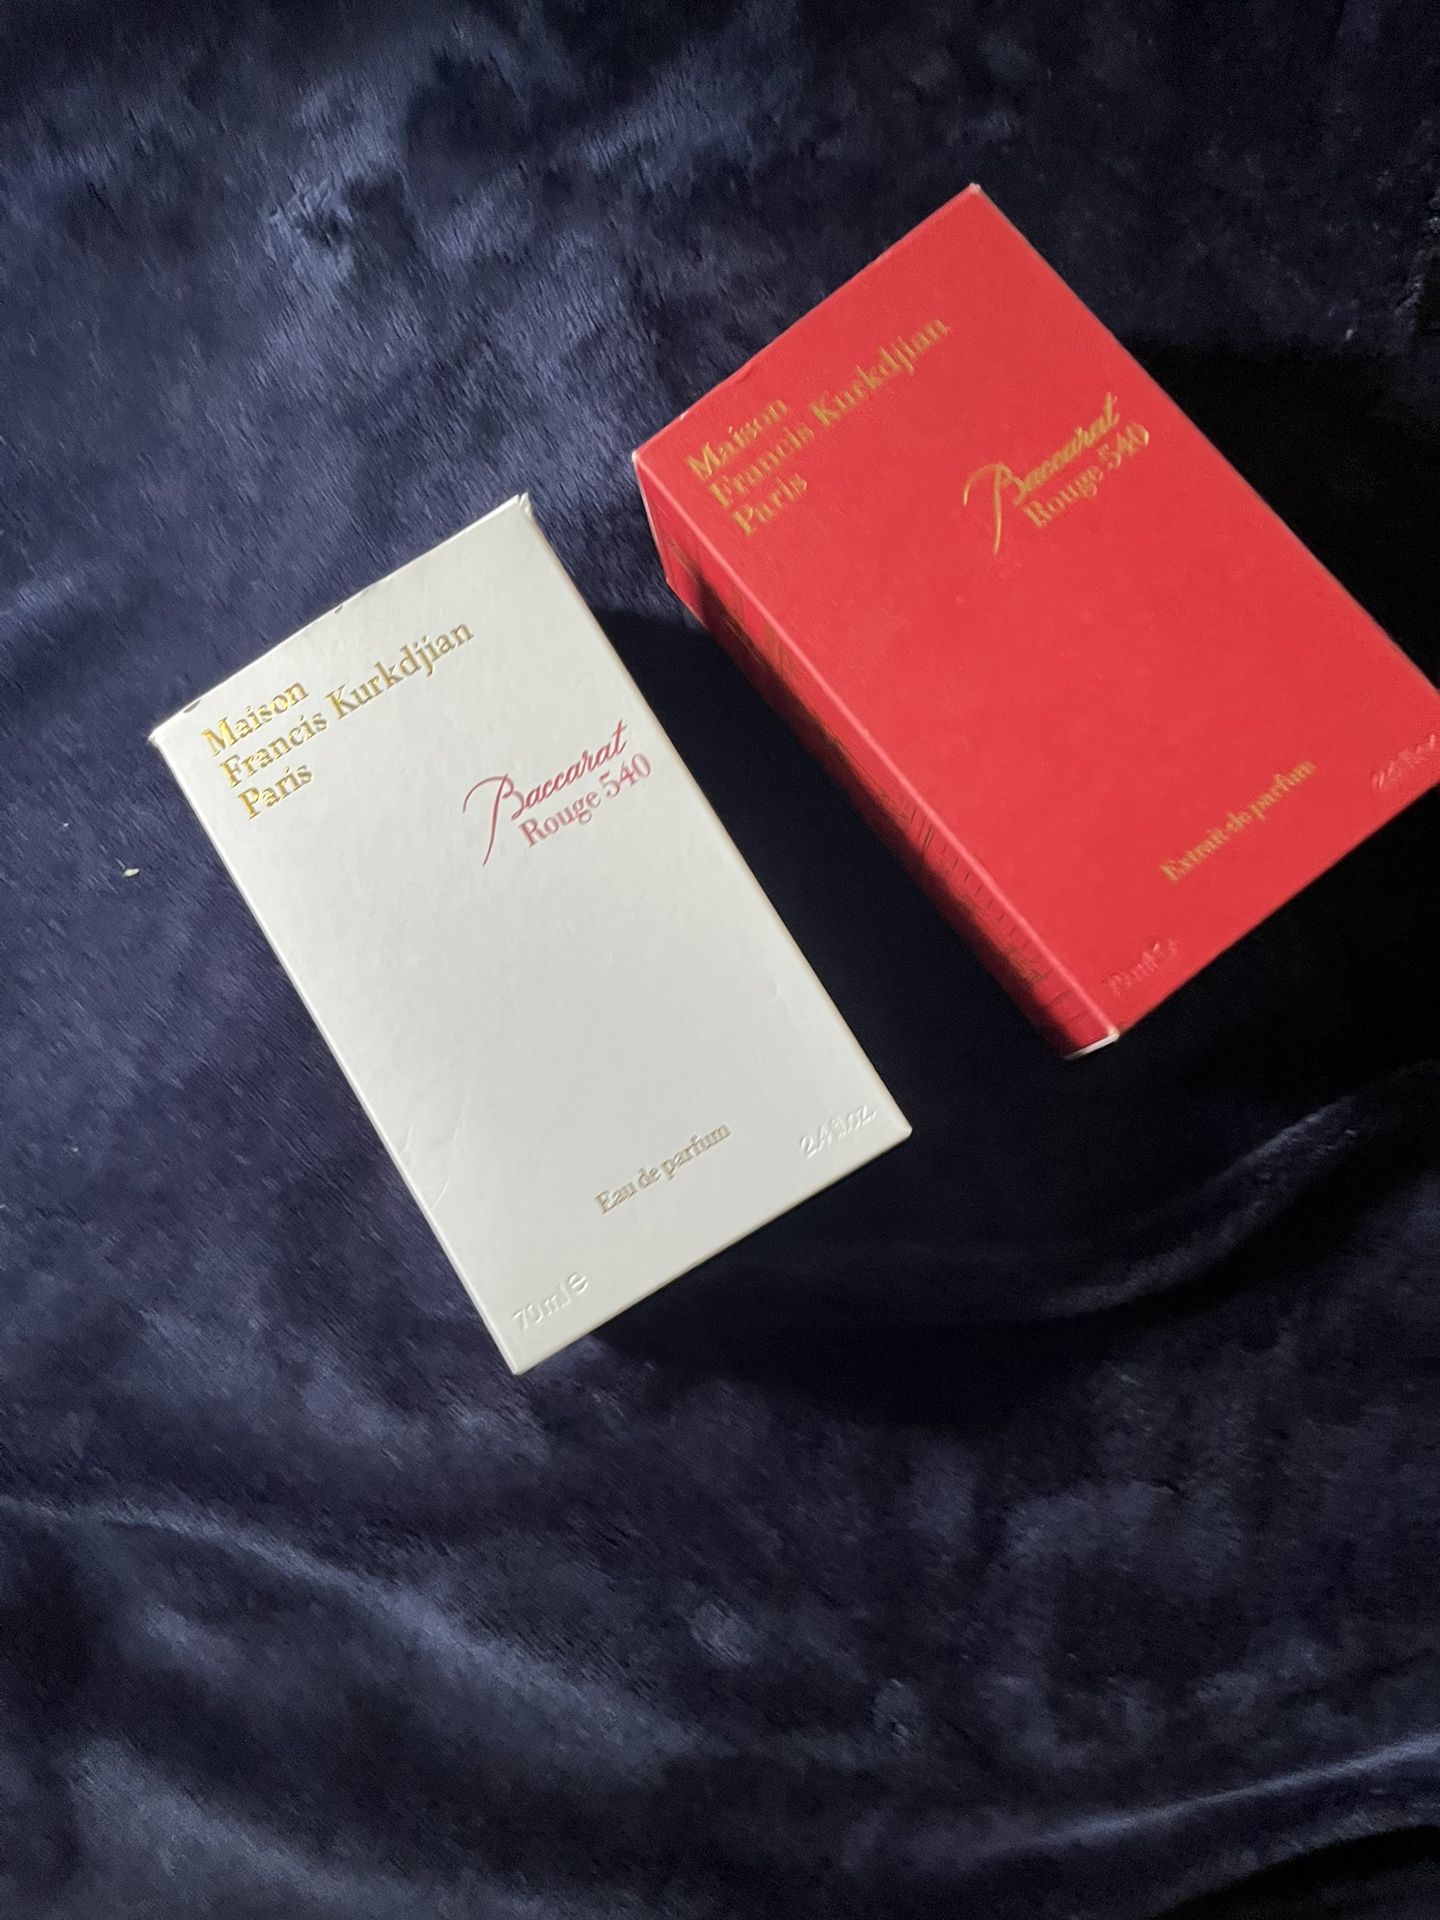 Maison
Francis Kurkdjian
Paris
Baccarat
Rouge 540
Eau de parfum
70ml ℮
2.4 fl.oz.
Maison
Francis Kurkdjian
Paris
Baccarat
Rouge 540
Extrait de parfum
70ml ℮